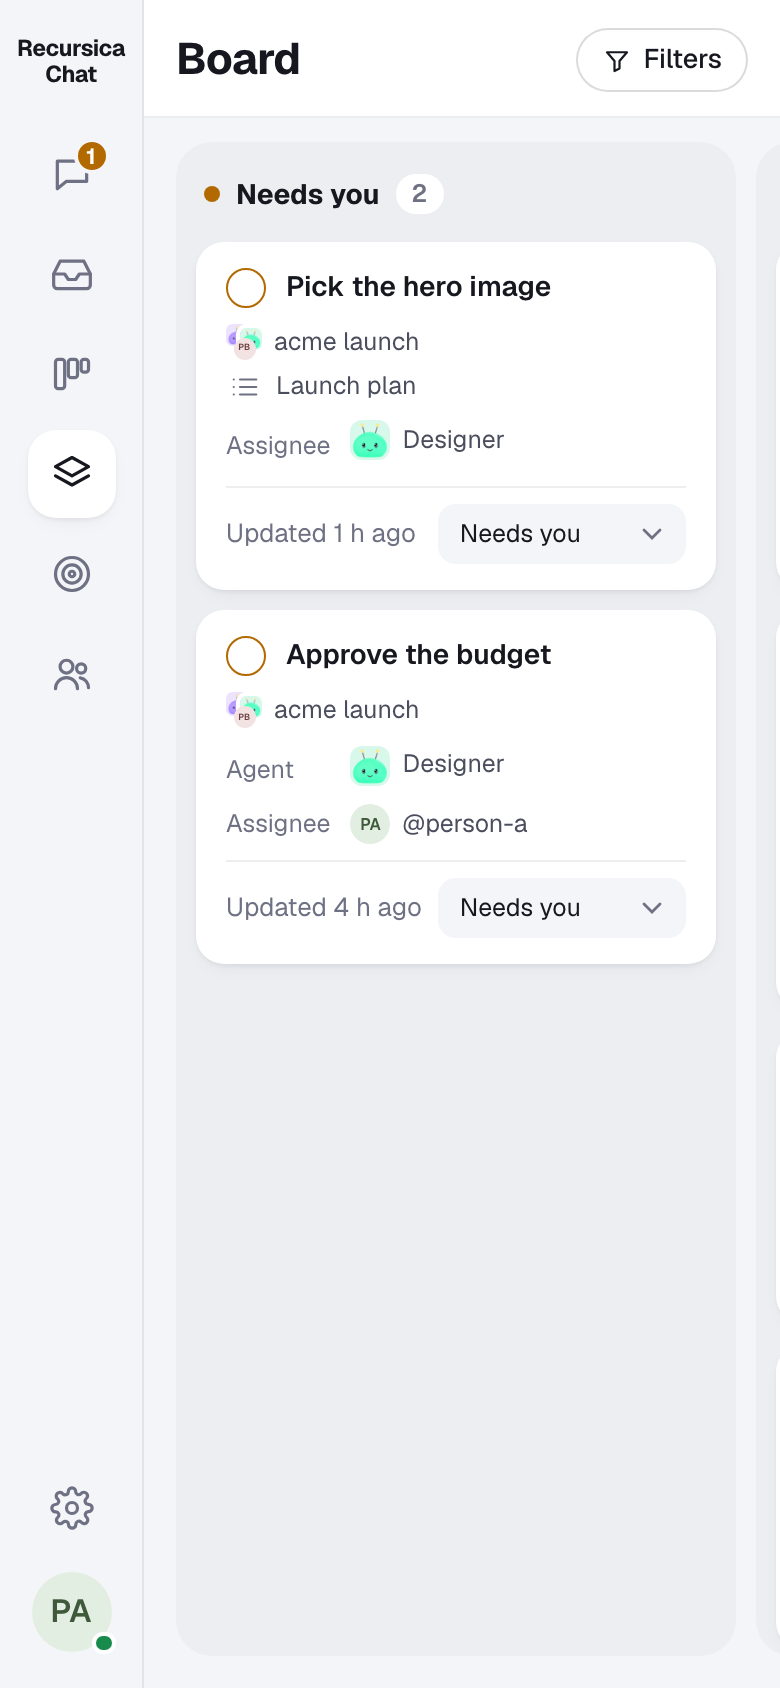 Recursica
Chat
1
Board
Filters
Needs you 2
Pick the hero image
PB acme launch
Launch plan
Assignee Designer
Updated 1 h ago Needs you
Approve the budget
PB acme launch
Agent Designer
Assignee PA @person-a
Updated 4 h ago Needs you
PA